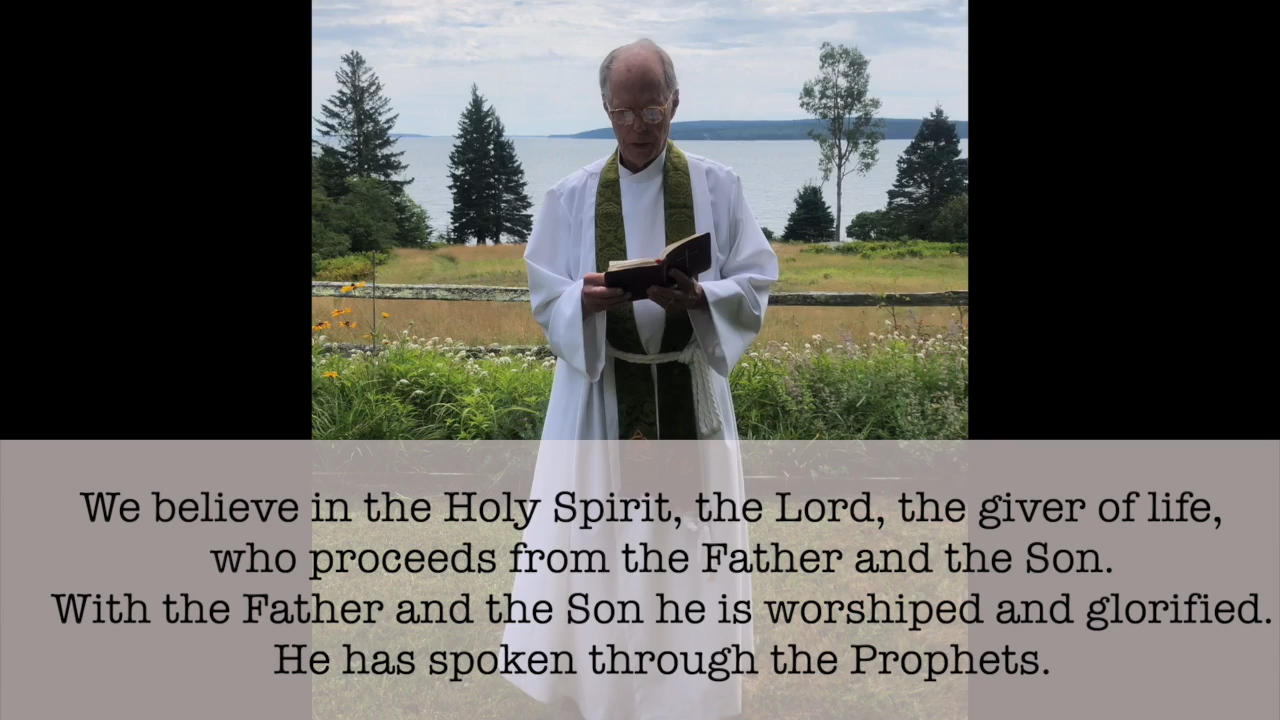 We believe in the Holy Spirit, the Lord, the giver of life,
who proceeds from the Father and the Son.
With the Father and the Son he is worshiped and glorified.
He has spoken through the Prophets.